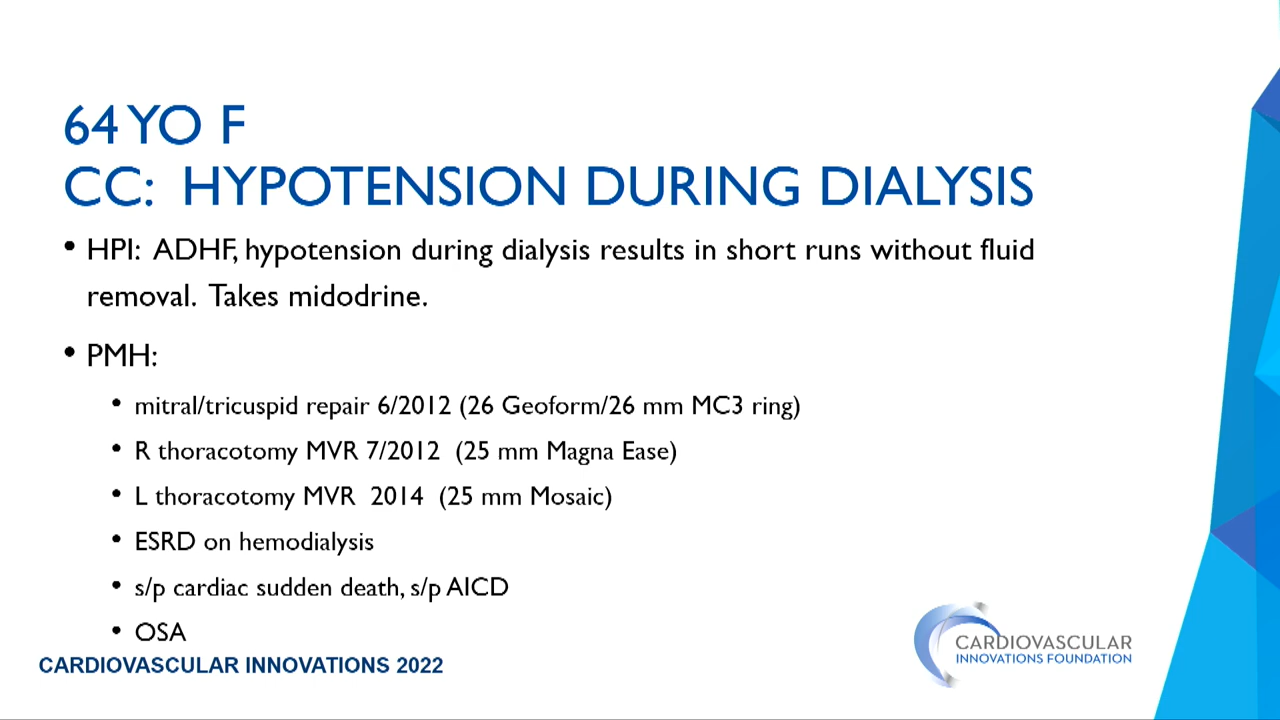 64 YO F
CC: HYPOTENSION DURING DIALYSIS
• HPI: ADHF, hypotension during dialysis results in short runs without fluid
removal. Takes midodrine.
• PMH:
• mitral/tricuspid repair 6/2012 (26 Geoform/26 mm MC3 ring)
• R thoracotomy MVR 7/2012 (25 mm Magna Ease)
• L thoracotomy MVR 2014 (25 mm Mosaic)
• ESRD on hemodialysis
• s/p cardiac sudden death, s/p AICD
• OSA
CARDIOVASCULAR
INNOVATIONS FOUNDATION
CARDIOVASCULAR INNOVATIONS 2022